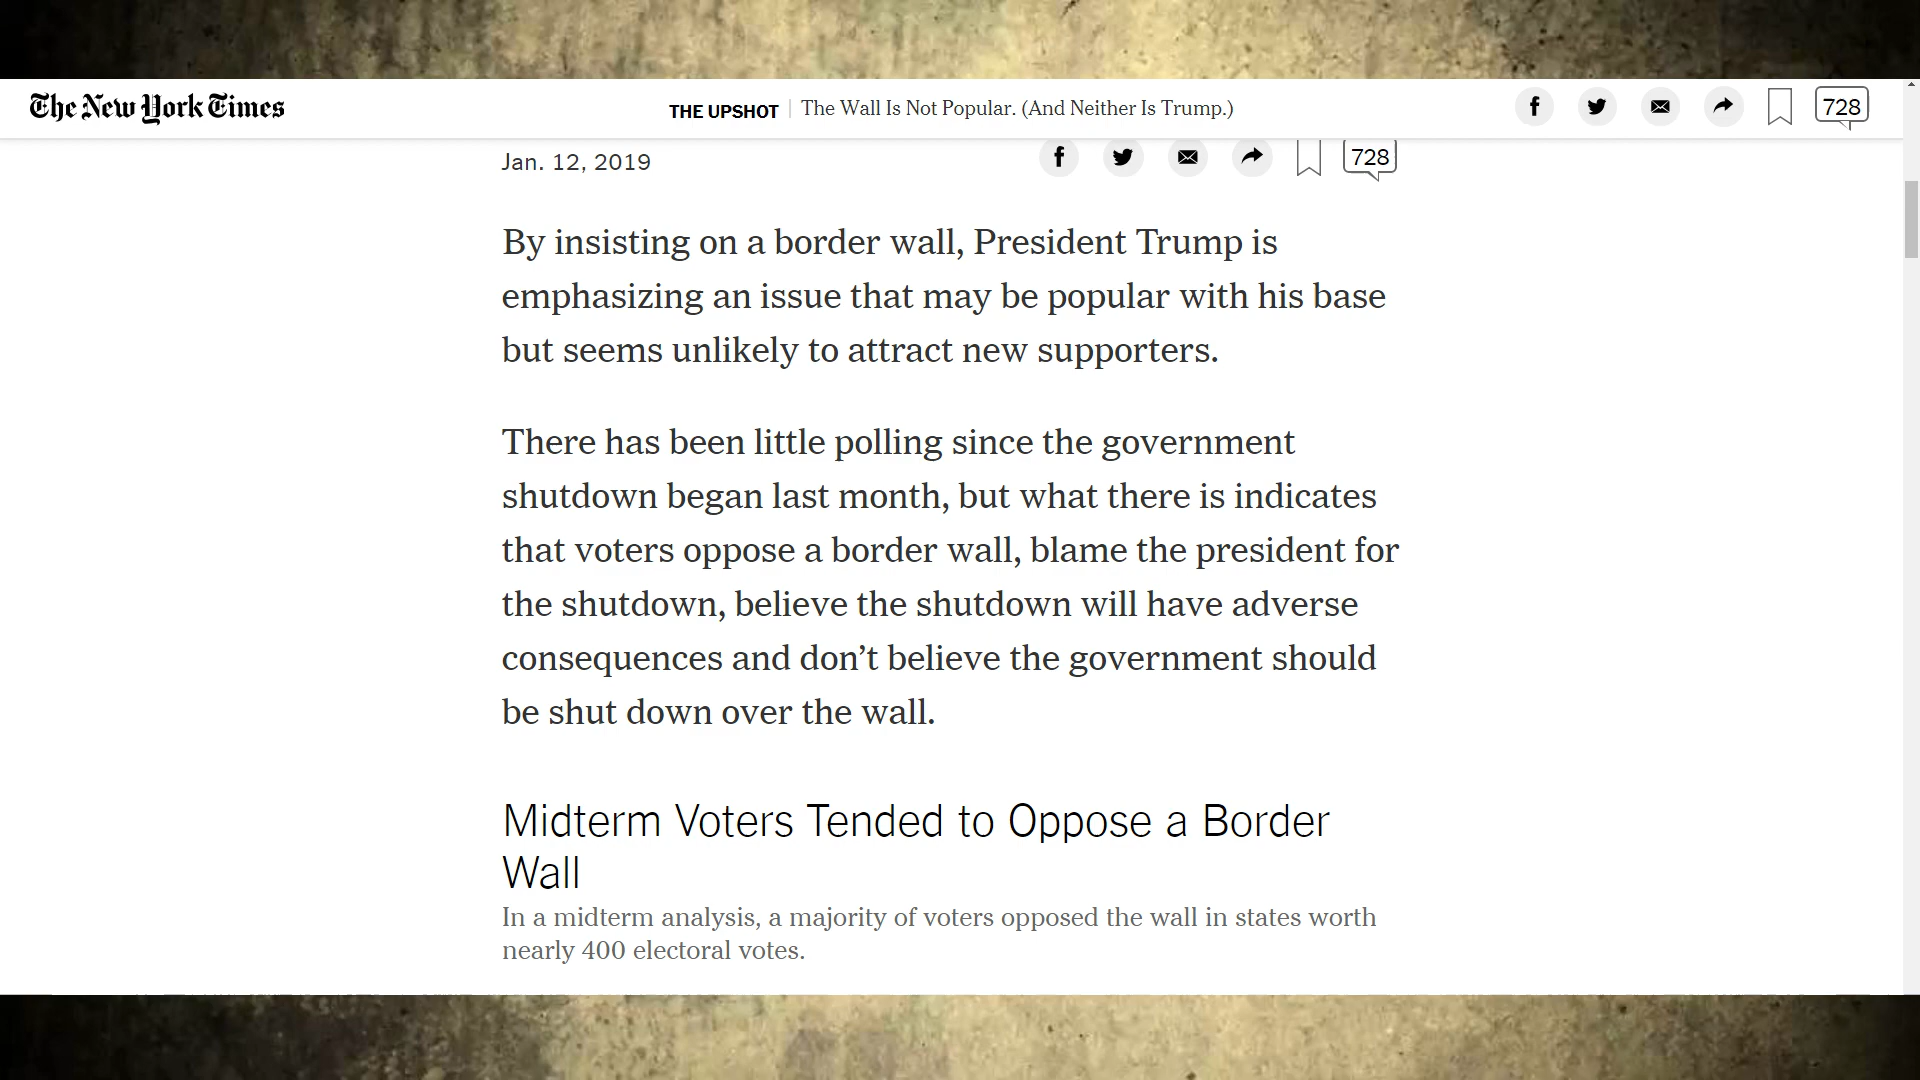 The New York Times
THE UPSHOT | The Wall Is Not Popular. (And Neither Is Trump.)
728
Jan. 12, 2019
728
By insisting on a border wall, President Trump is
emphasizing an issue that may be popular with his base
but seems unlikely to attract new supporters.
There has been little polling since the government
shutdown began last month, but what there is indicates
that voters oppose a border wall, blame the president for
the shutdown, believe the shutdown will have adverse
consequences and don’t believe the government should
be shut down over the wall.
Midterm Voters Tended to Oppose a Border
Wall
In a midterm analysis, a majority of voters opposed the wall in states worth
nearly 400 electoral votes.